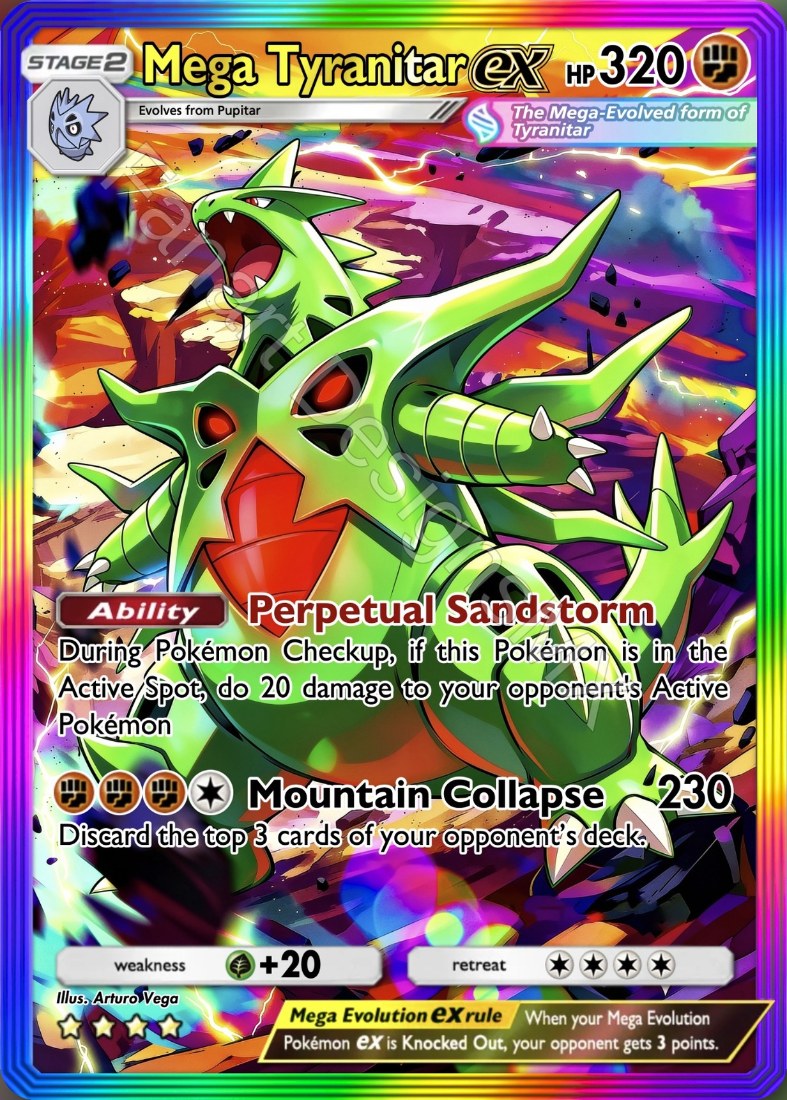 STAGE2
Mega Tyranitar ex HP 320
Evolves from Pupitar
The Mega-Evolved form of
Tyranitar
Ability Perpetual Sandstorm
During Pokémon Checkup, if this Pokémon is in the
Active Spot, do 20 damage to your opponent's Active
Pokémon
Mountain Collapse 230
Discard the top 3 cards of your opponent's deck.
weakness +20
retreat
Illus. Arturo Vega
Mega Evolution ex rule When your Mega Evolution
Pokémon ex is Knocked Out, your opponent gets 3 points.